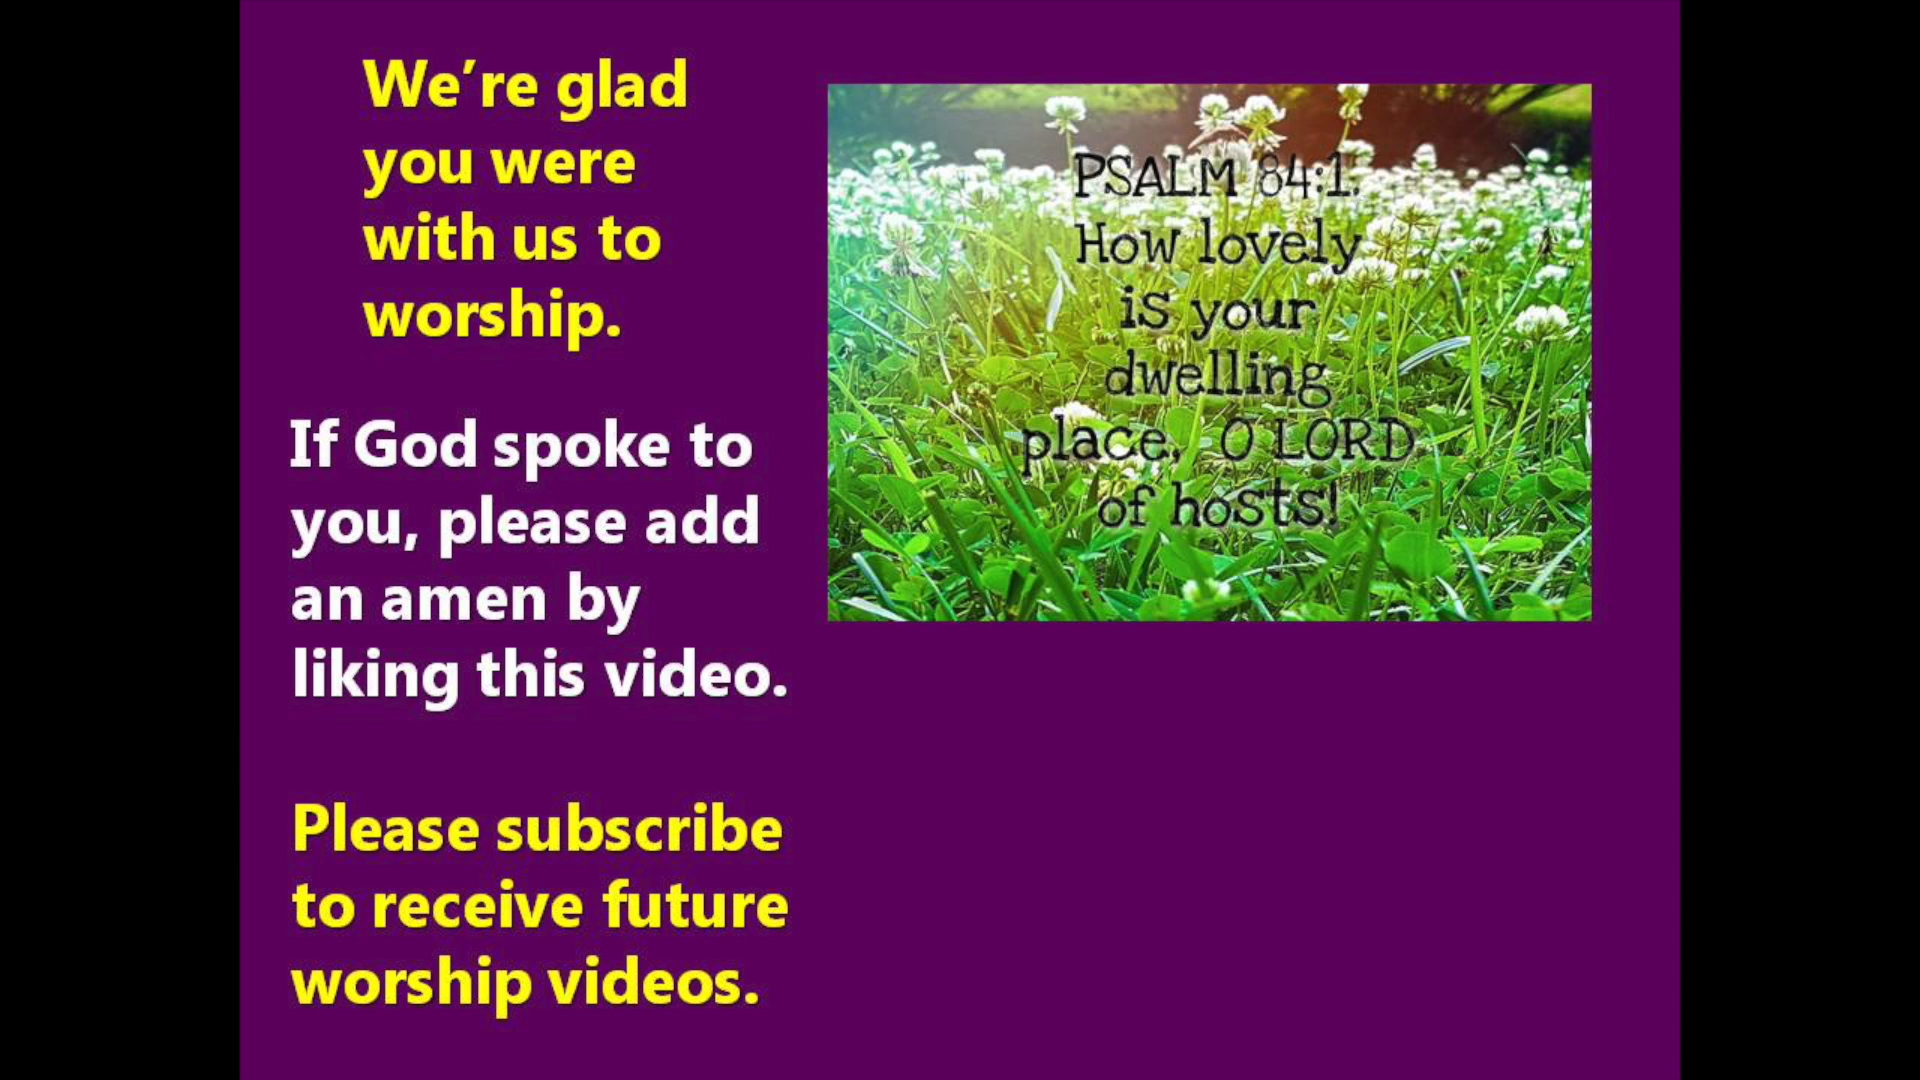 We're glad
you were
with us to
worship.
If God spoke to
you, please add
an amen by
liking this video.
Please subscribe
to receive future
worship videos.
PSALM 84:1.
How lovely
is your
dwelling
place, O LORD
of hosts!